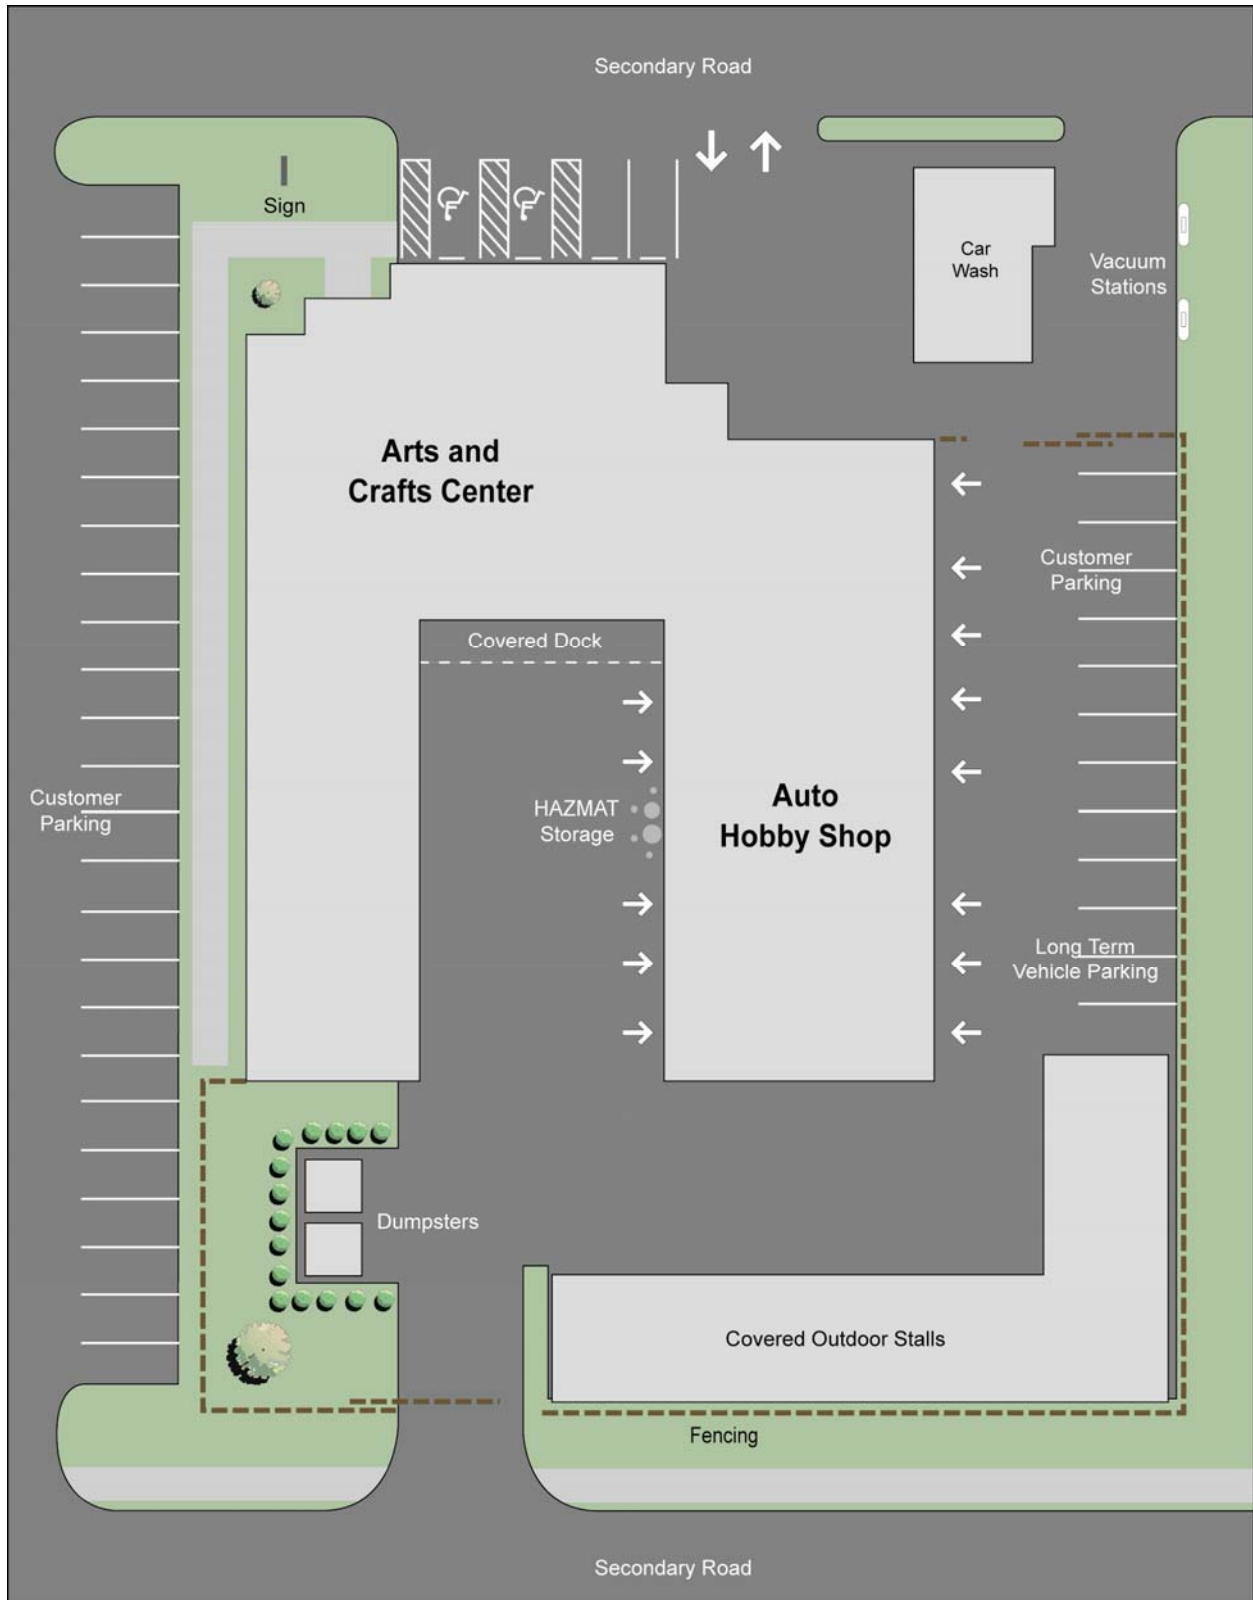 Secondary Road
Sign
Car
Wash
Vacuum
Stations
Arts and
Crafts Center
Customer
Parking
Covered Dock
Customer
Parking
HAZMAT
Storage
Auto
Hobby Shop
Long Term
Vehicle Parking
Dumpsters
Covered Outdoor Stalls
Fencing
Secondary Road